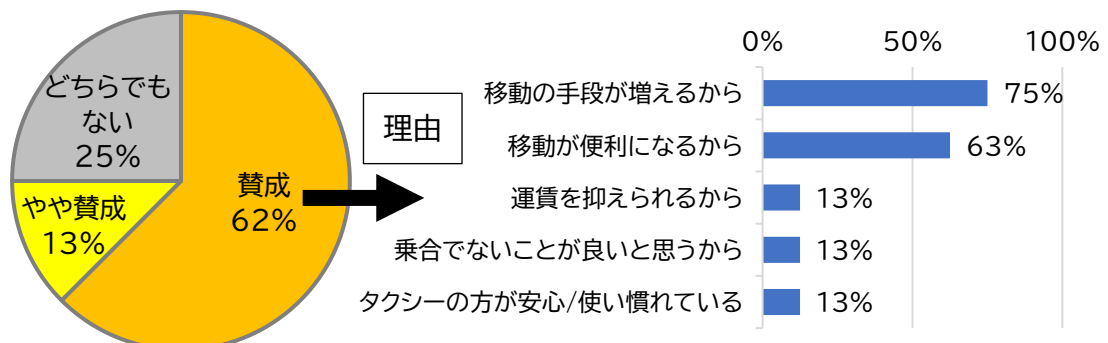 どちらでも
ない
25%
やや賛成
13%
賛成
62%
理由
0%
50%
100%
移動の手段が増えるから
75%
移動が便利になるから
63%
運賃を抑えられるから
13%
乗合でないことが良いと思うから
13%
タクシーの方が安心/使い慣れている
13%